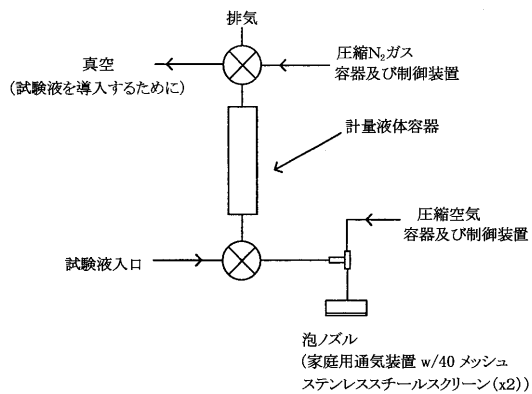 排気
真空
(試験液を導入するために)
圧縮N₂ガス
容器及び制御装置
計量液体容器
圧縮空気
容器及び制御装置
試験液入口
泡ノズル
(家庭用通気装置 w/40 メッシュ
ステンレススチールスクリーン(x2))